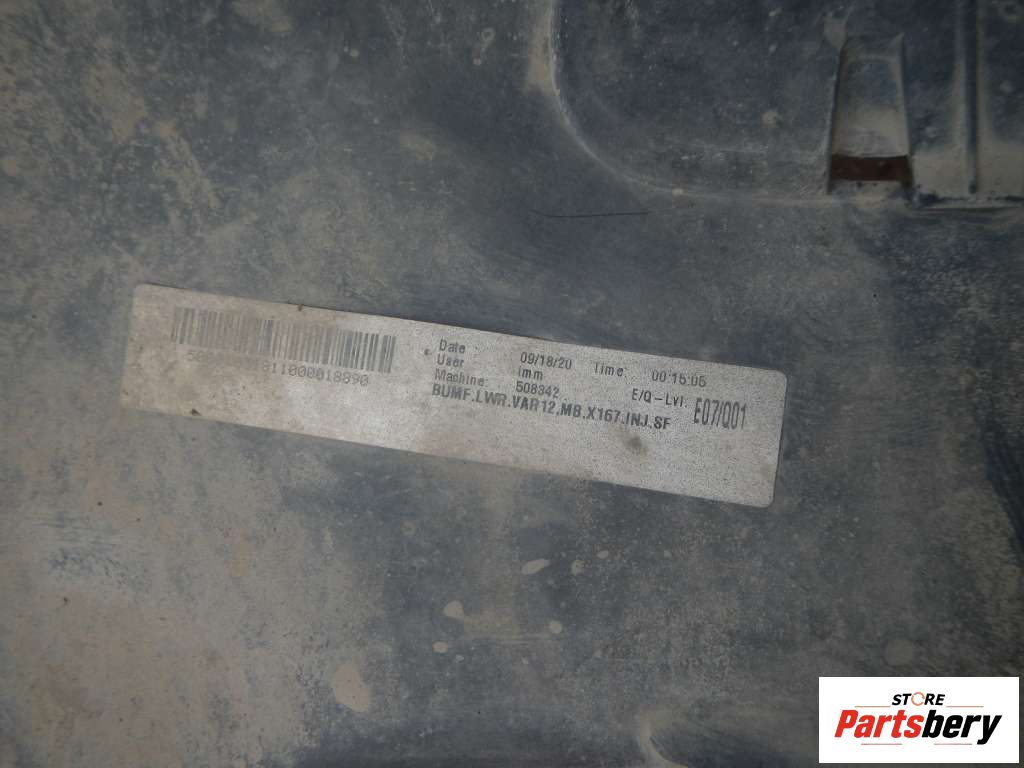 11000018890
Date : 09/18/20 Time: 00:15:05
User : imm
Machine: 508342 E/Q-Lvl: E07/Q01
BUMF.LWR.VAR12.MB.X167.INJ.SF
STORE
Partsbery